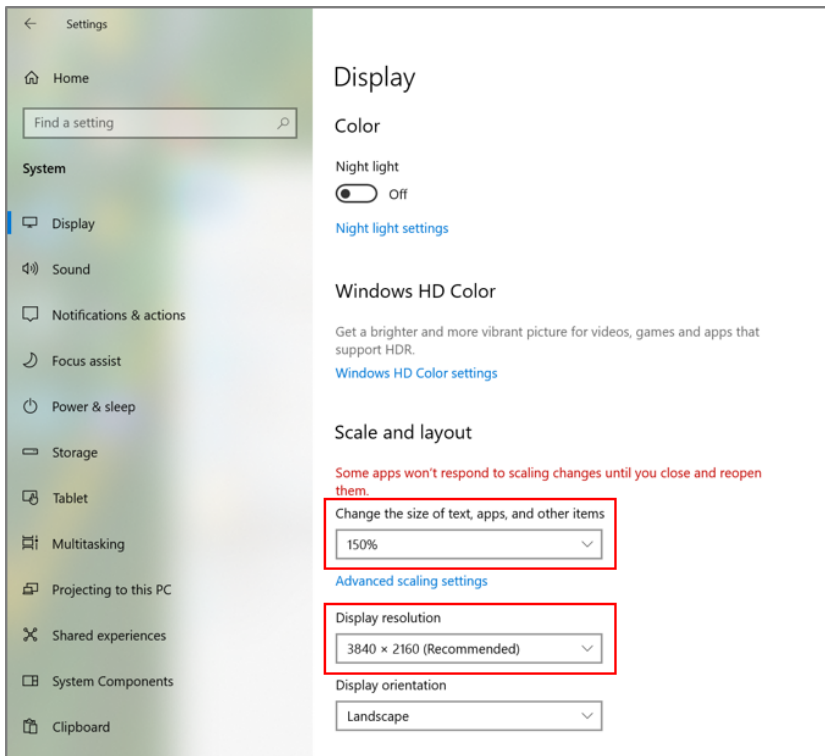 Settings
Home
Find a setting
System
Display
Sound
Notifications & actions
Focus assist
Power & sleep
Storage
Tablet
Multitasking
Projecting to this PC
Shared experiences
System Components
Clipboard
Display
Color
Night light
Off
Night light settings
Windows HD Color
Get a brighter and more vibrant picture for videos, games and apps that
support HDR.
Windows HD Color settings
Scale and layout
Some apps won't respond to scaling changes until you close and reopen
them.
Change the size of text, apps, and other items
150%
Advanced scaling settings
Display resolution
3840 × 2160 (Recommended)
Display orientation
Landscape